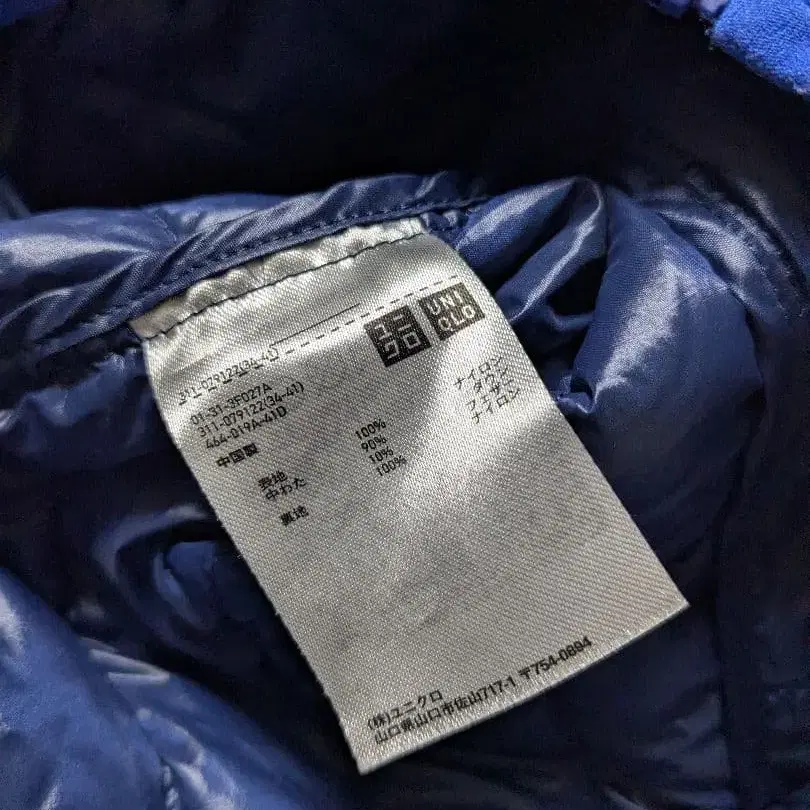 ユニクロ
UNIQLO
311-07912Z(34-41)
01-31-3F027A
311-07912Z(34-41)
464-019A-41D
中国製
表地 100% ナイロン
中わた 90% ダウン
10% フェザー
裏地 100% ナイロン
(株)ユニクロ
山口県山口市佐山717-1 〒754-0894